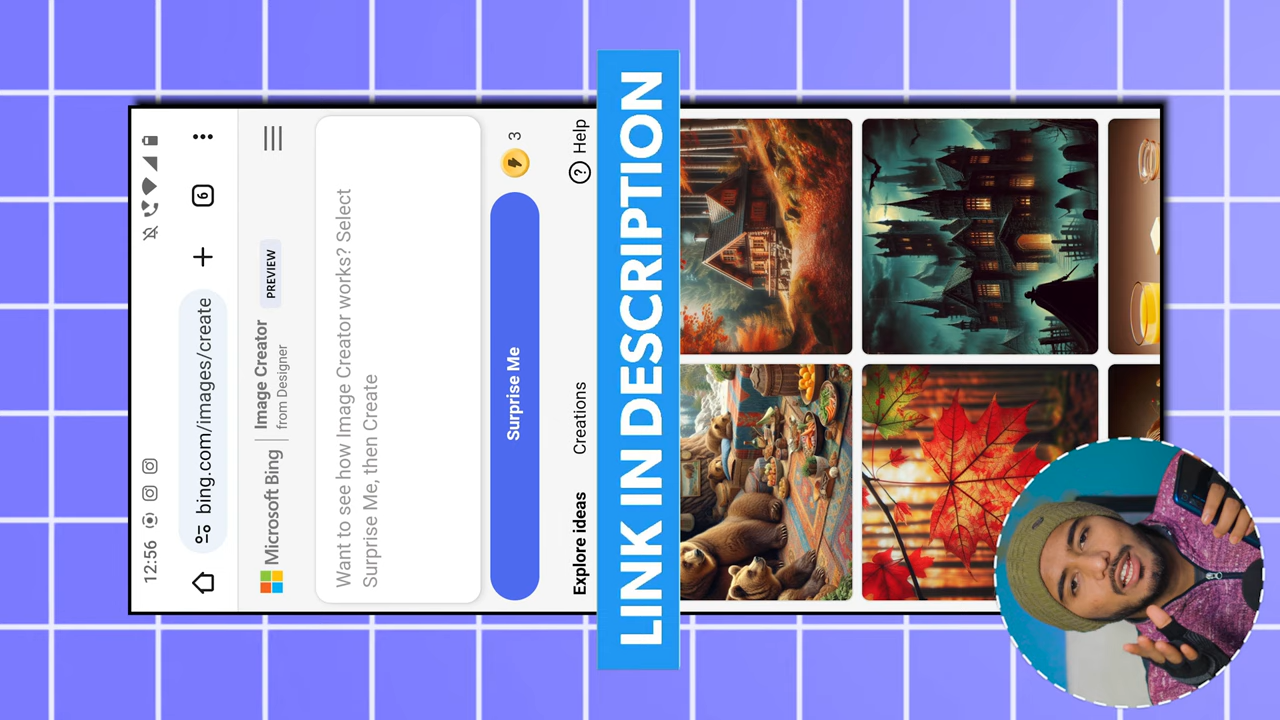 12:56
bing.com/images/create
6
Microsoft Bing
Image Creator
from Designer
PREVIEW
Want to see how Image Creator works? Select
Surprise Me, then Create
Surprise Me
3
Explore ideas
Creations
? Help
LINK IN DESCRIPTION